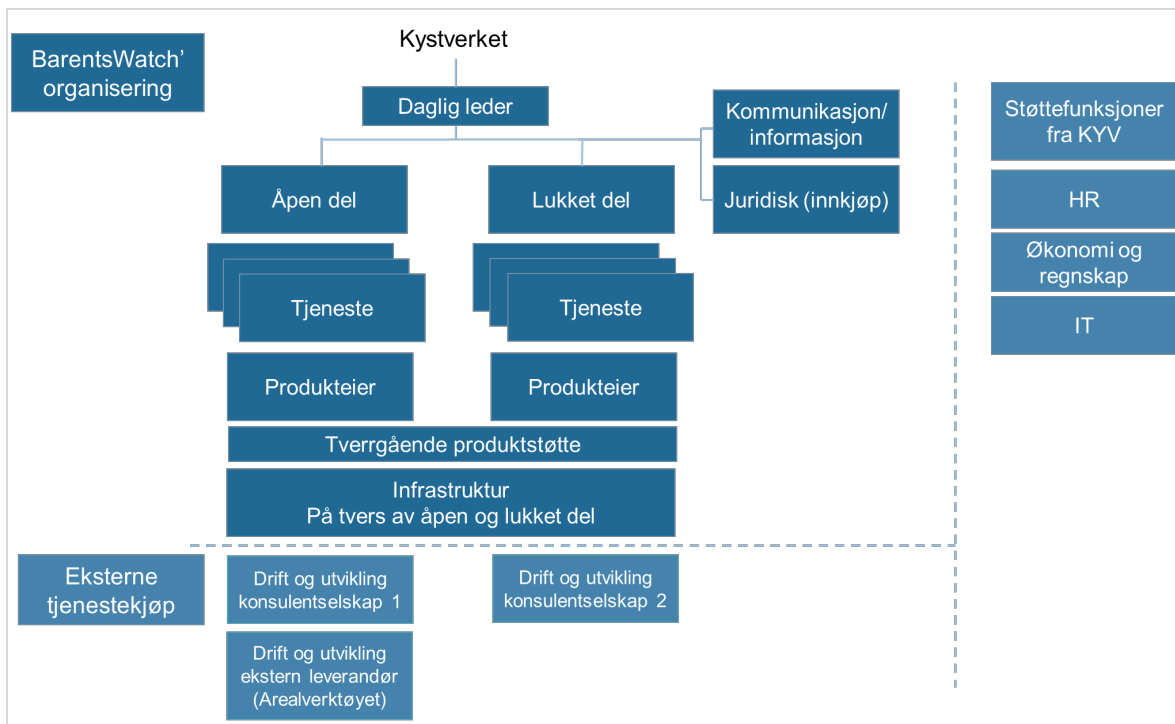 BarentsWatch’
organisering
Kystverket
Daglig leder
Kommunikasjon/
informasjon
Juridisk (innkjøp)
Åpen del
Lukket del
Tjeneste
Tjeneste
Produkteier
Produkteier
Tverrgående produktstøtte
Infrastruktur
På tvers av åpen og lukket del
Støttefunksjoner
fra KYV
HR
Økonomi og
regnskap
IT
Eksterne
tjenestekjøp
Drift og utvikling
konsulentselskap 1
Drift og utvikling
konsulentselskap 2
Drift og utvikling
ekstern leverandør
(Arealverktøyet)